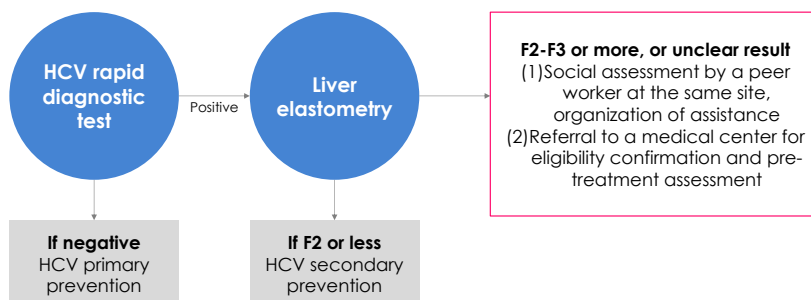 HCV rapid
diagnostic
test
Positive
Liver
elastometry
F2-F3 or more, or unclear result
(1)Social assessment by a peer
worker at the same site,
organization of assistance
(2)Referral to a medical center for
eligibility confirmation and pre-
treatment assessment
If negative
HCV primary
prevention
If F2 or less
HCV secondary
prevention